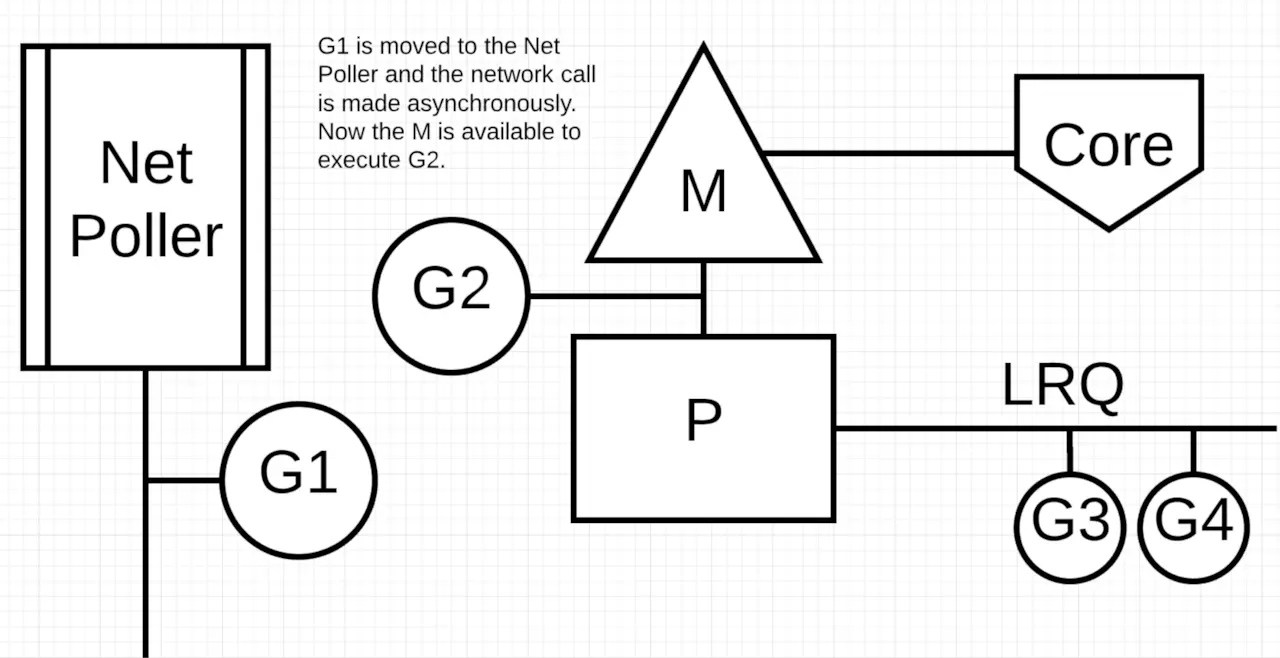 Net
Poller
G1 is moved to the Net
Poller and the network call
is made asynchronously.
Now the M is available to
execute G2.
M
Core
G2
P
LRQ
G1
G3
G4